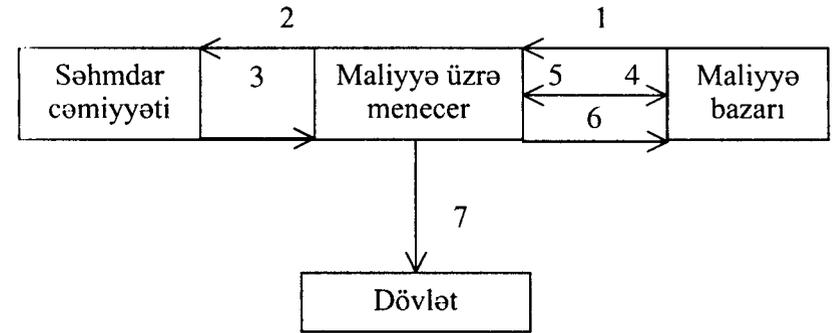 2 1
Səhmdar cəmiyyəti
3
Maliyyə üzrə menecer
5 4
6
Maliyyə bazarı
7
Dövlət